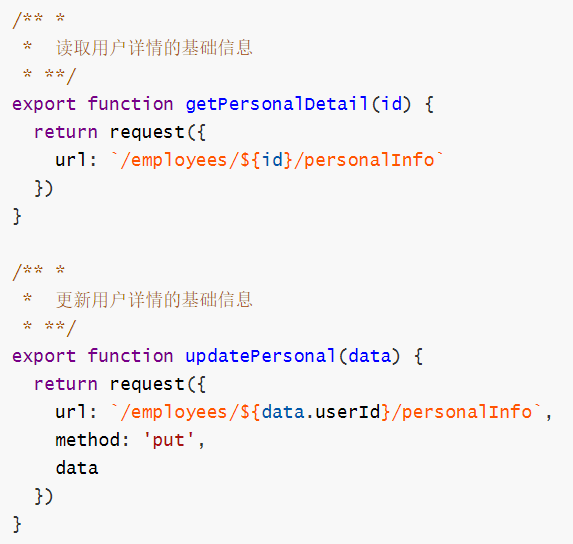 /** *
 *  读取用户详情的基础信息
 * **/
export function getPersonalDetail(id) {
  return request({
    url: `/employees/${id}/personalInfo`
  })
}

/** *
 *  更新用户详情的基础信息
 * **/
export function updatePersonal(data) {
  return request({
    url: `/employees/${data.userId}/personalInfo`,
    method: 'put',
    data
  })
}